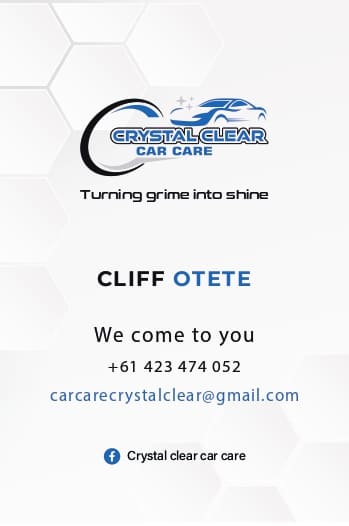 CRYSTAL CLEAR
CAR CARE
Turning grime into shine
CLIFF OTETE
We come to you
+61 423 474 052
carcarecrystalclear@gmail.com
Crystal clear car care